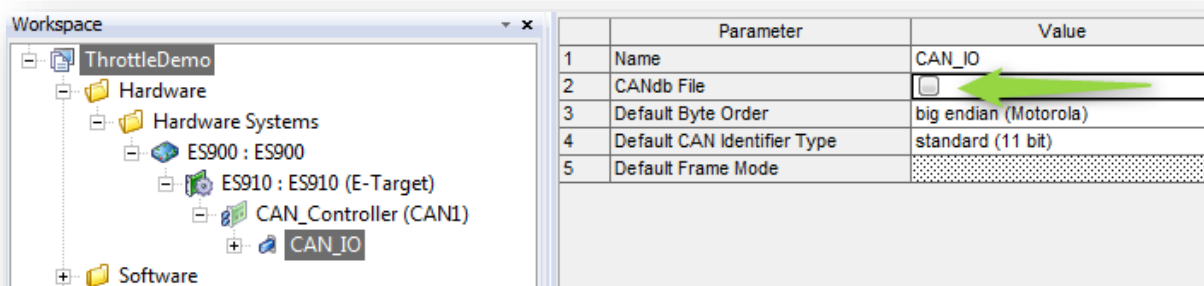 Workspace
ThrottleDemo
Hardware
Hardware Systems
ES900 : ES900
ES910 : ES910 (E-Target)
CAN_Controller (CAN1)
CAN_IO
Software
Parameter Value
1 Name CAN_IO
2 CANdb File
3 Default Byte Order big endian (Motorola)
4 Default CAN Identifier Type standard (11 bit)
5 Default Frame Mode